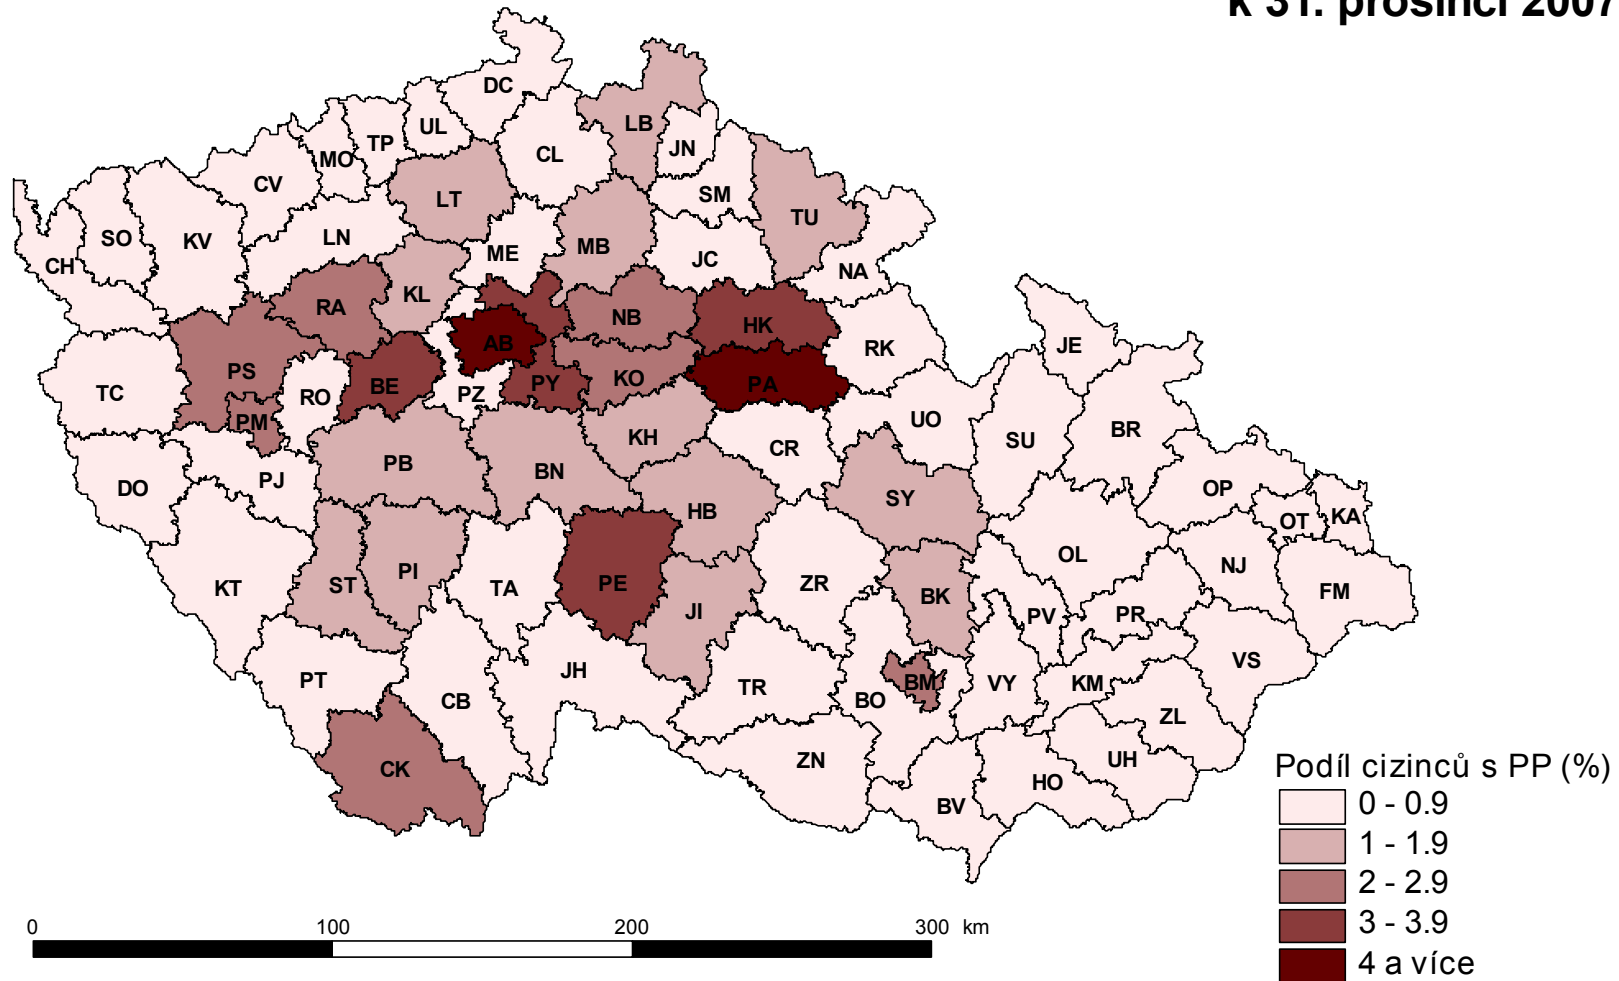 k 31. prosinci 2007
DC
LB
UL
TP
JN
MO
CL
CV
SM
LT
TU
SO
KV
LN
MB
ME
JC
CH
NA
KL
RA
NB
HK
AB
JE
RK
PS
KO
PY
PA
BE
TC
PZ
RO
UO
PM
BR
KH
SU
CR
PB
BN
PJ
DO
OP
SY
HB
KA
OT
OL
NJ
PI
PE
ZR
ST
KT
TA
FM
BK
JI
PR
PV
VS
JH
PT
BM
VY
KM
TR
CB
BO
ZL
UH
ZN
CK
HO
BV
Podíl cizinců s PP (%)
0 - 0.9
1 - 1.9
2 - 2.9
3 - 3.9
4 a více
0 100 200 300 km